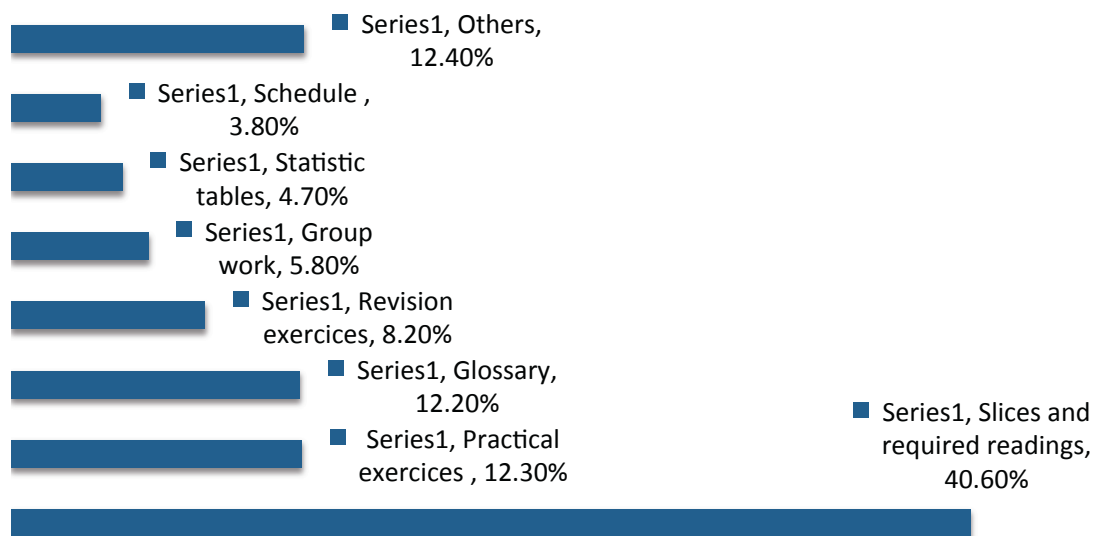 Series1, Others,
12.40%
Series1, Schedule ,
3.80%
Series1, Statistic
tables, 4.70%
Series1, Group
work, 5.80%
Series1, Revision
exercices, 8.20%
Series1, Glossary,
12.20%
Series1, Practical
exercices , 12.30%
Series1, Slices and
required readings,
40.60%